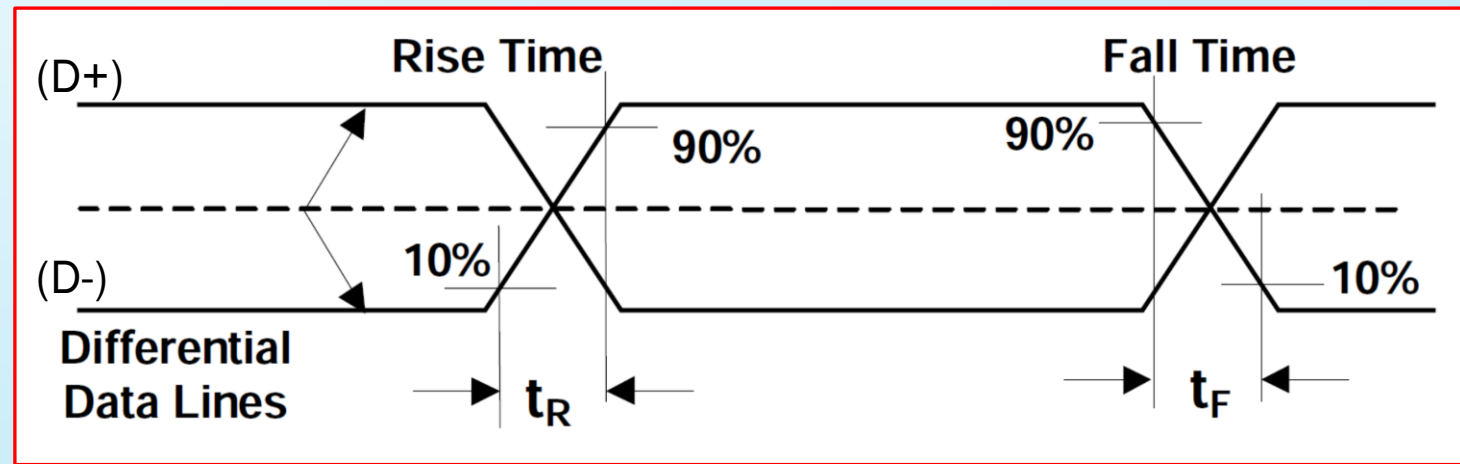 Rise Time
Fall Time
(D+)
90%
90%
10%
(D-)
10%
Differential
Data Lines
tR
tF